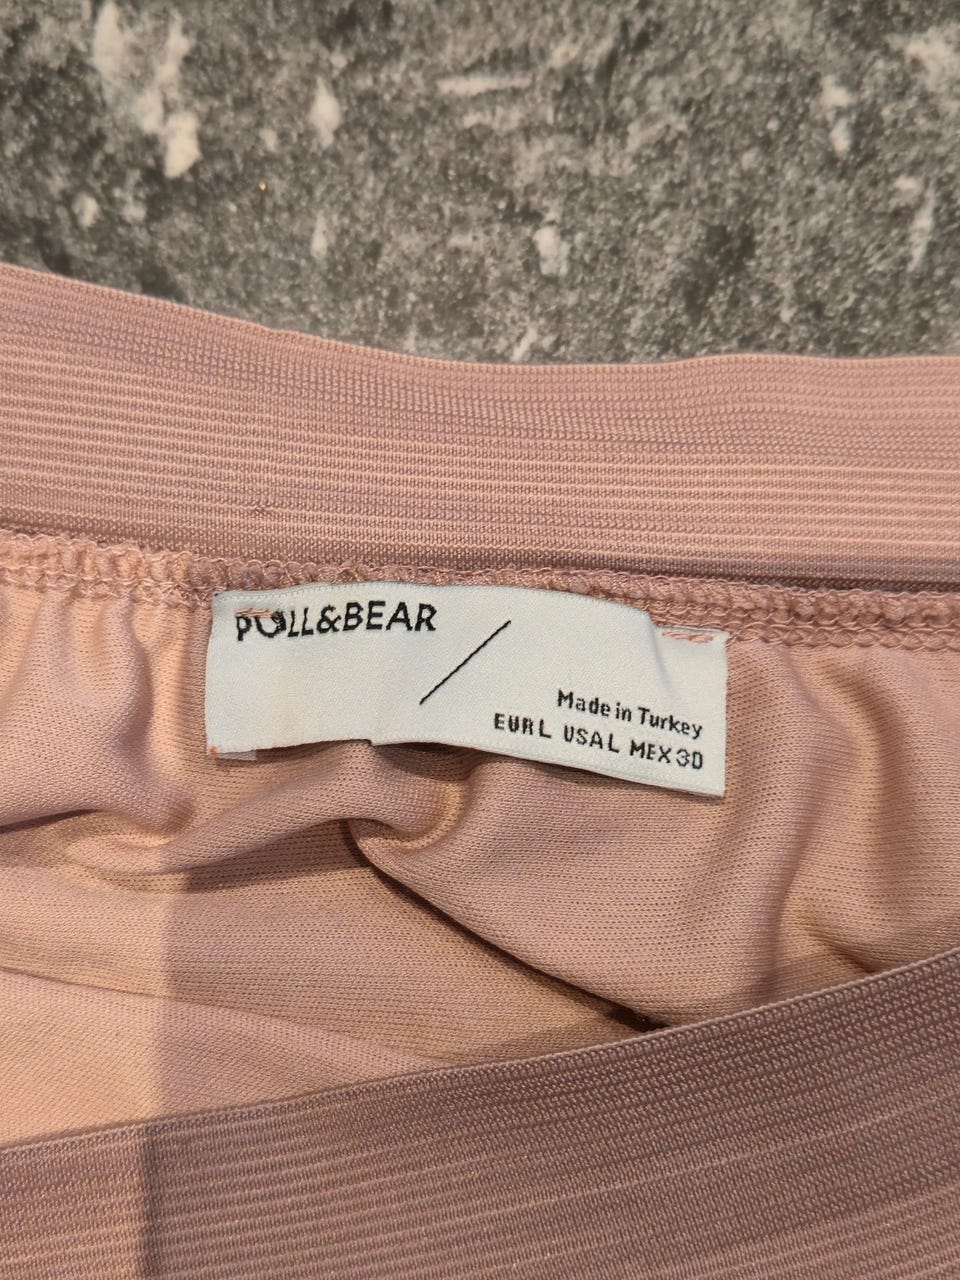 PULL&BEAR
Made in Turkey
EUR L USA L MEX 30